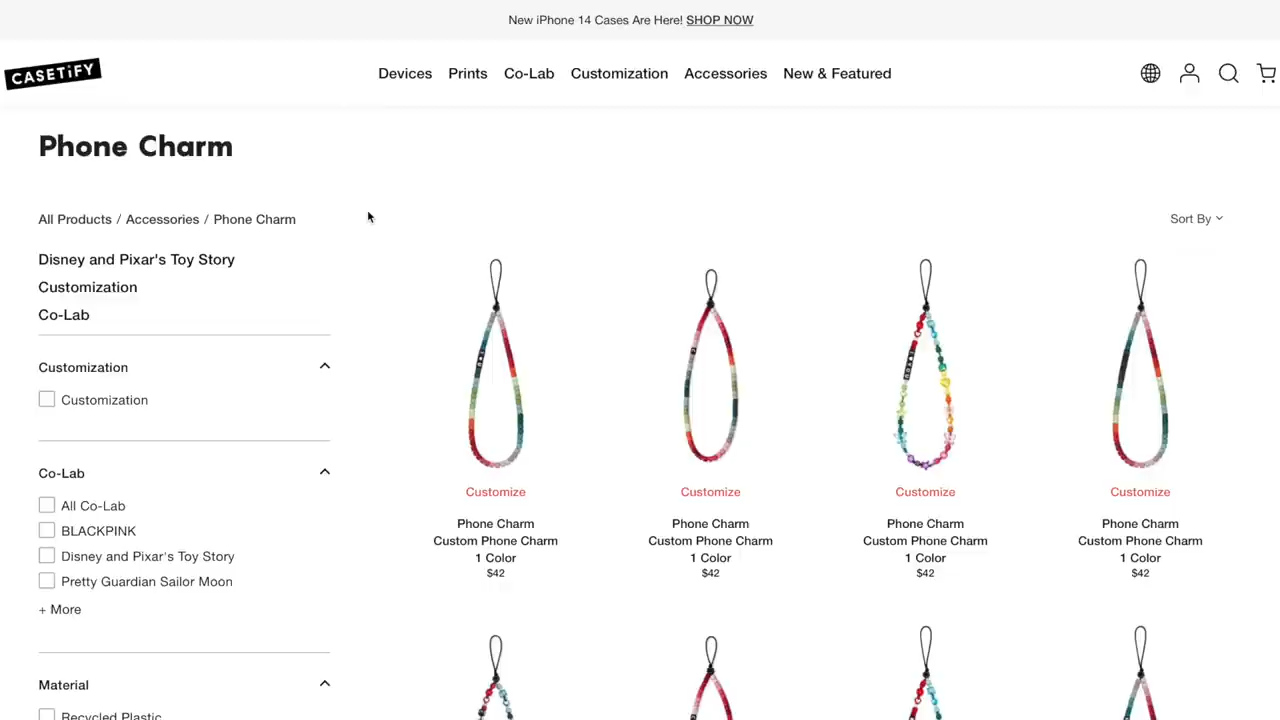 New iPhone 14 Cases Are Here! SHOP NOW
CASETiFY
Devices Prints Co-Lab Customization Accessories New & Featured
Phone Charm
All Products / Accessories / Phone Charm
Sort By
Disney and Pixar's Toy Story
Customization
Co-Lab
Customization
Customization
Co-Lab
All Co-Lab
BLACKPINK
Disney and Pixar's Toy Story
Pretty Guardian Sailor Moon
+ More
Material
Recycled Plastic
Customize
Phone Charm
Custom Phone Charm
1 Color
$42
Customize
Phone Charm
Custom Phone Charm
1 Color
$42
Customize
Phone Charm
Custom Phone Charm
1 Color
$42
Customize
Phone Charm
Custom Phone Charm
1 Color
$42